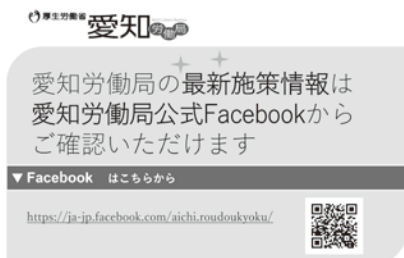 厚生労働省 愛知労働局
愛知労働局の最新施策情報は
愛知労働局公式Facebookから
ご確認いただけます
▼ Facebook はこちらから
https://ja-jp.facebook.com/aichi.roudoukyoku/